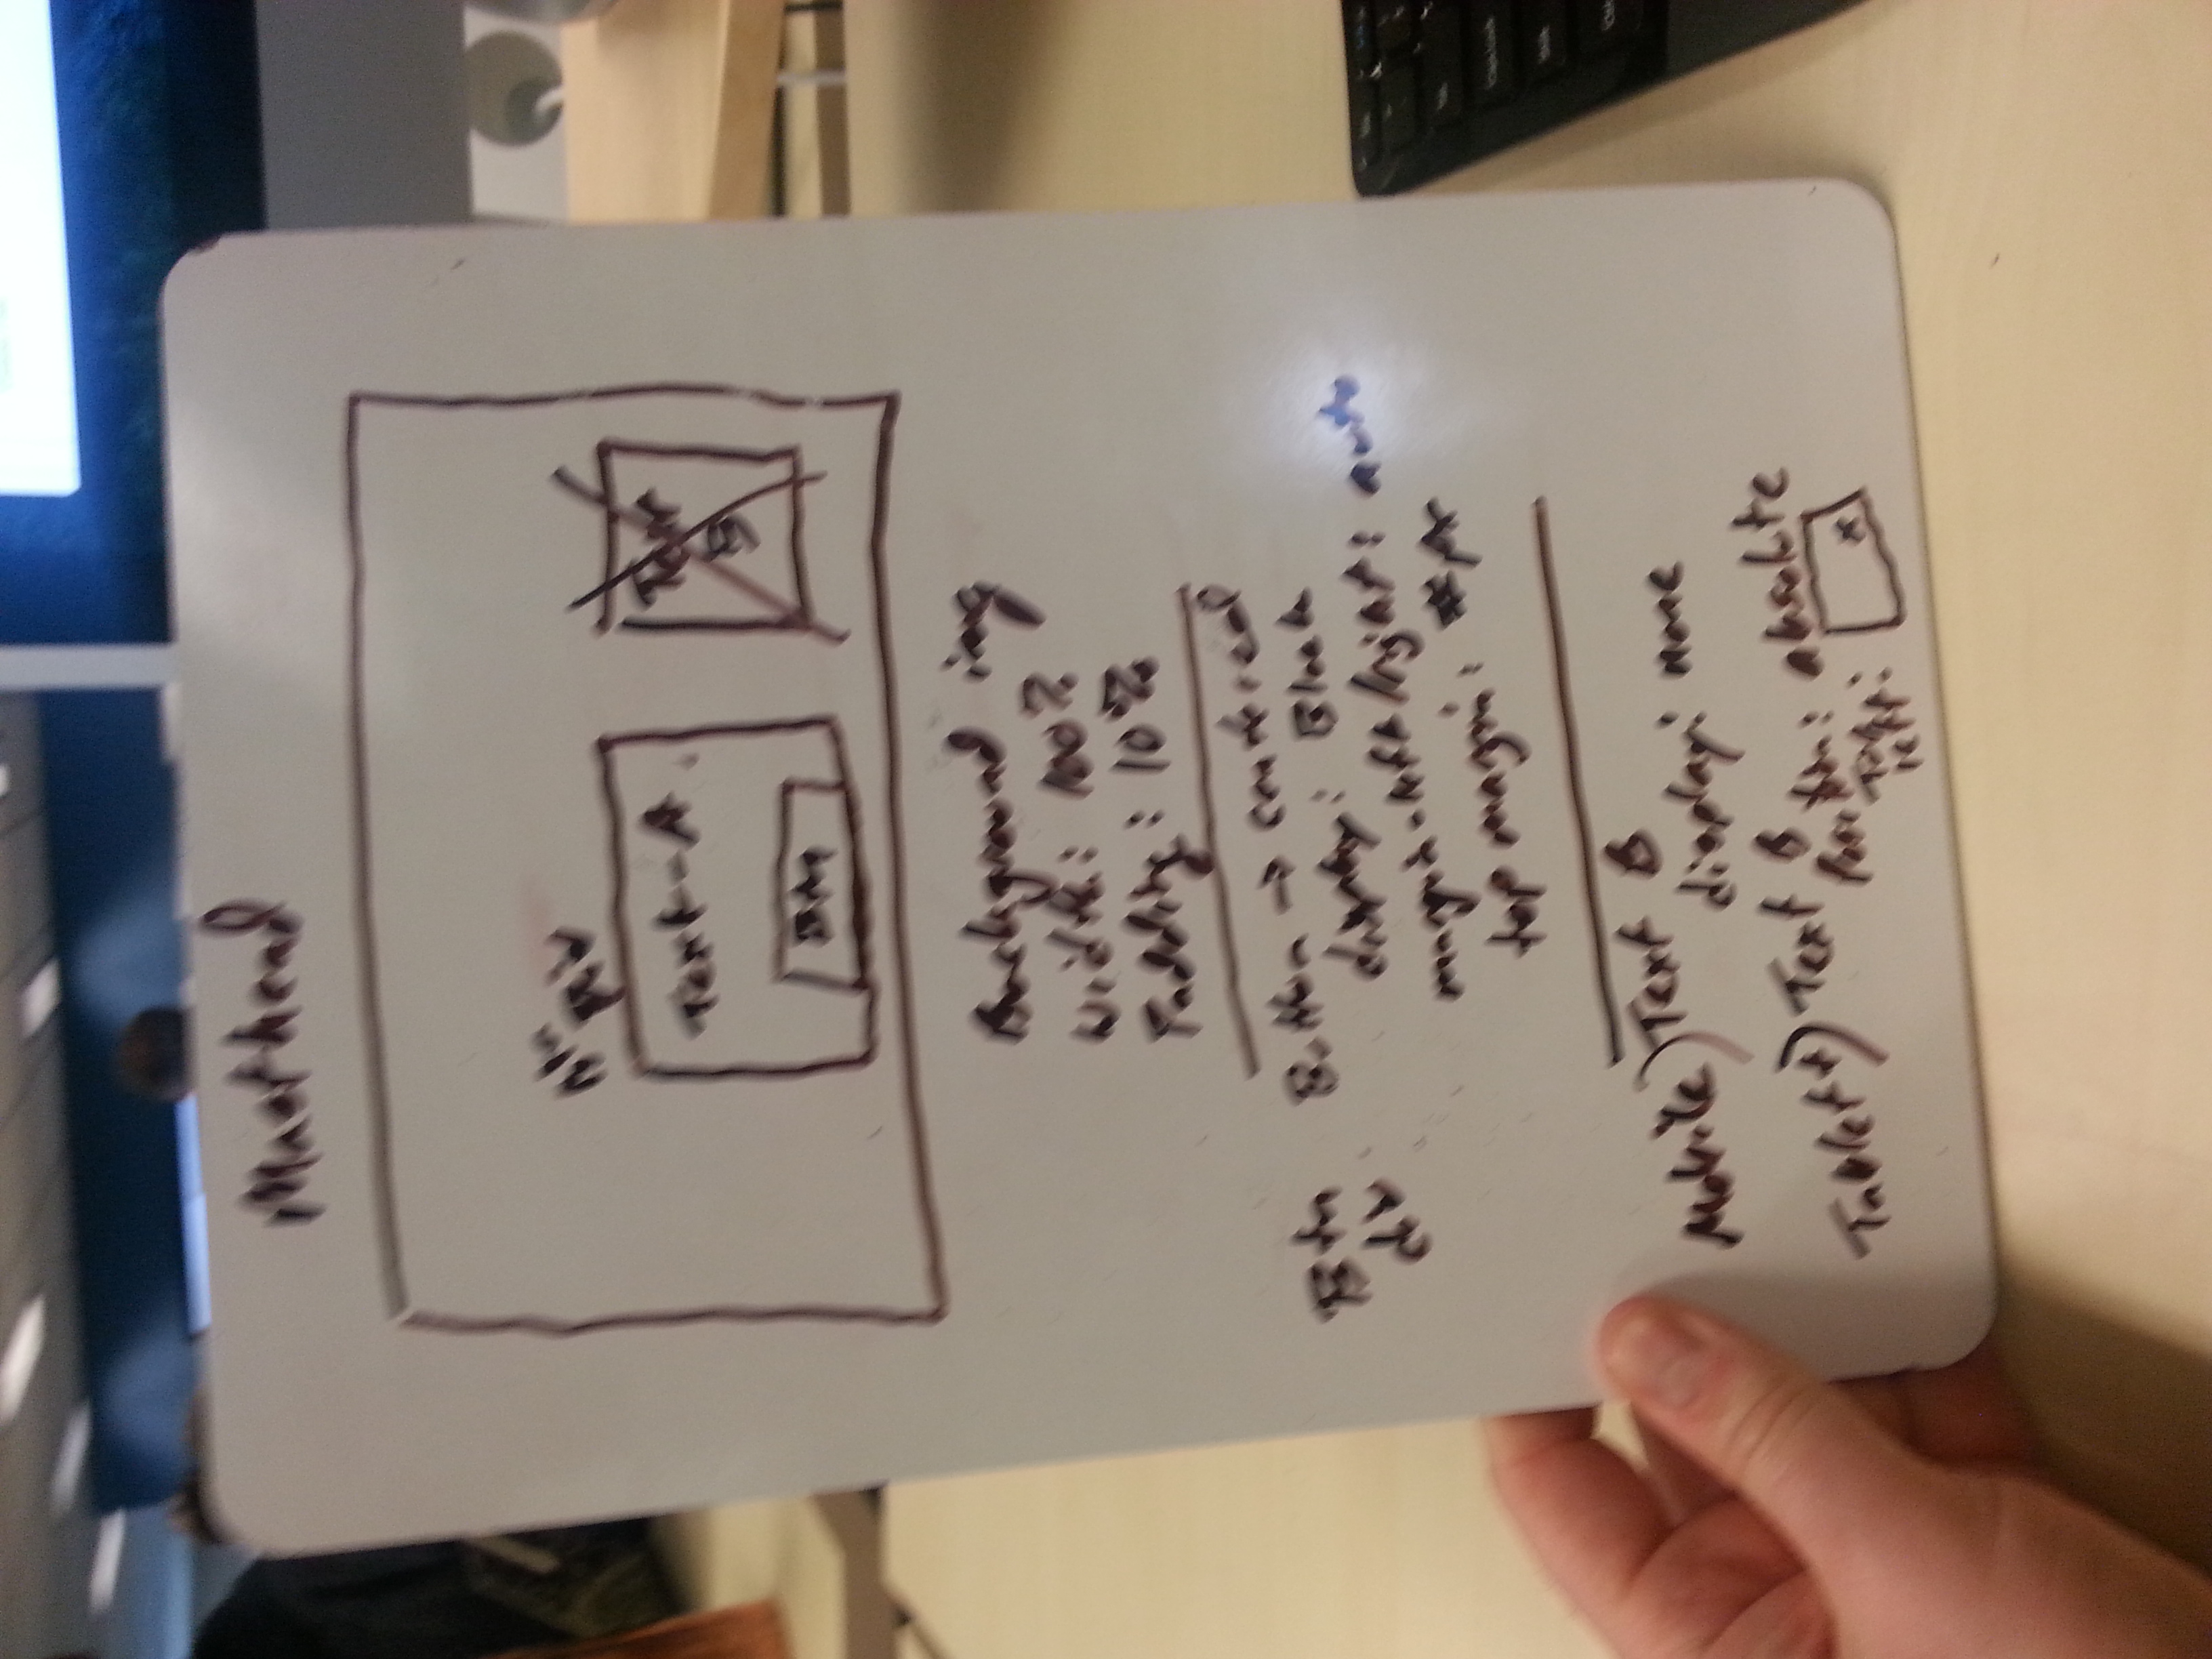 Masthead
Btn Div
Text-A
Btn
Text
B
Background img
Width: 100%
Padding: 10%
Btn div
Button → centered
display: Block
margin-left/right: auto
top margin: #px
Mobile) Text B
display: none
Tablet +) Text B
Position: absolute
Top:
left:
x